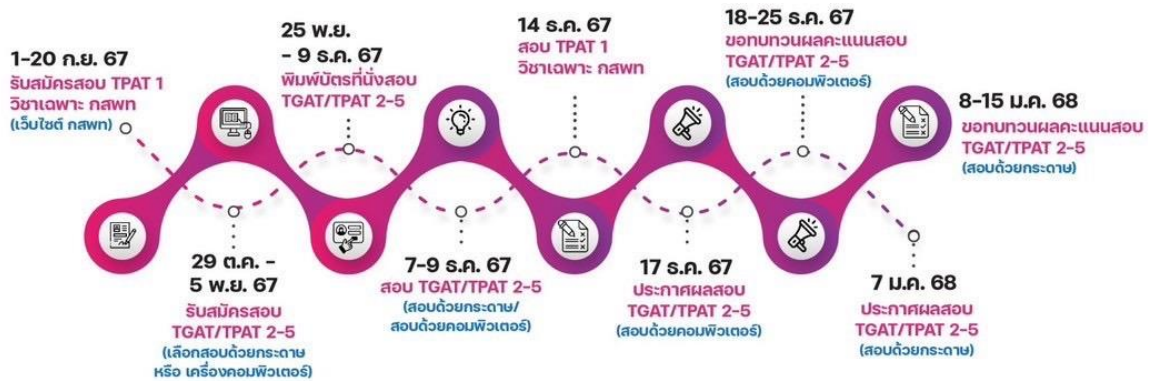 1-20 ก.ย. 67
รับสมัครสอบ TPAT 1
วิชาเฉพาะ กสพท
(เว็บไซต์ กสพท)
29 ต.ค. -
5 พ.ย. 67
รับสมัครสอบ
TGAT/TPAT 2-5
(เลือกสอบด้วยกระดาษ
หรือ เครื่องคอมพิวเตอร์)
25 พ.ย.
- 9 ธ.ค. 67
พิมพ์บัตรที่นั่งสอบ
TGAT/TPAT 2-5
7-9 ธ.ค. 67
สอบ TGAT/TPAT 2-5
(สอบด้วยกระดาษ/
สอบด้วยคอมพิวเตอร์)
14 ธ.ค. 67
สอบ TPAT 1
วิชาเฉพาะ กสพท
17 ธ.ค. 67
ประกาศผลสอบ
TGAT/TPAT 2-5
(สอบด้วยคอมพิวเตอร์)
18-25 ธ.ค. 67
ขอทบทวนผลคะแนนสอบ
TGAT/TPAT 2-5
(สอบด้วยคอมพิวเตอร์)
7 ม.ค. 68
ประกาศผลสอบ
TGAT/TPAT 2-5
(สอบด้วยกระดาษ)
8-15 ม.ค. 68
ขอทบทวนผลคะแนนสอบ
TGAT/TPAT 2-5
(สอบด้วยกระดาษ)